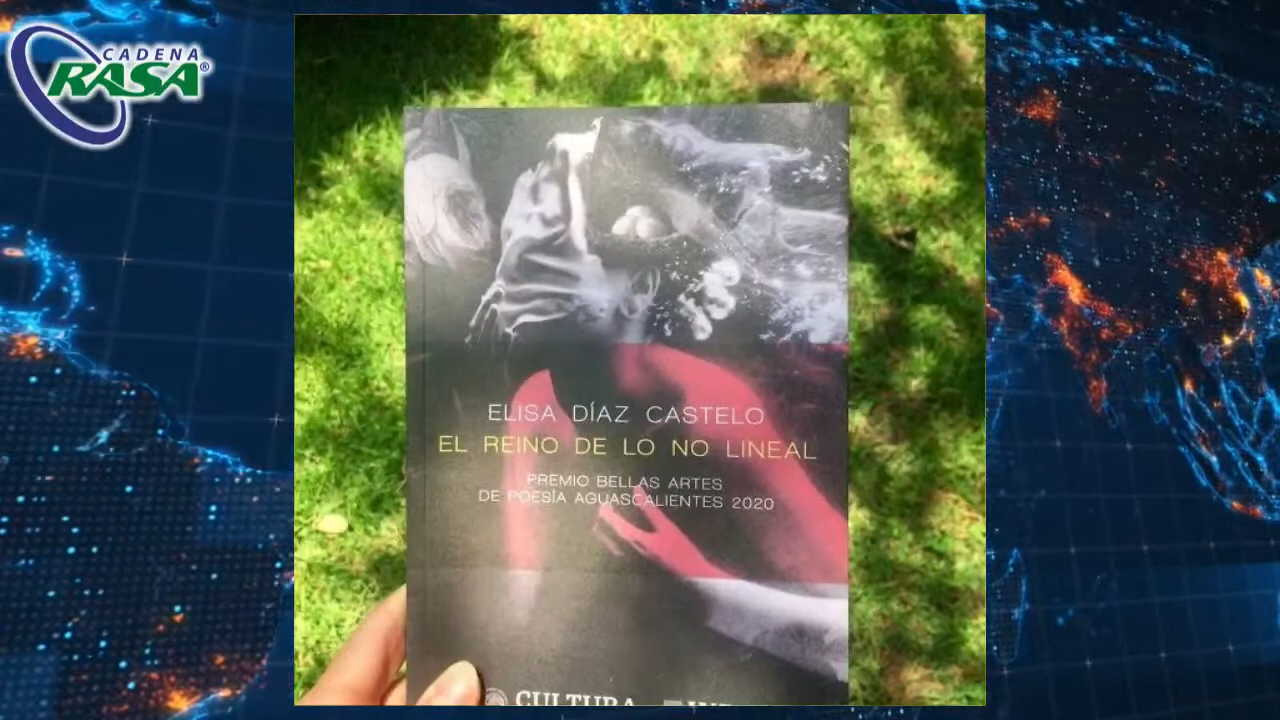 CADENA
RASA®
ELISA DÍAZ CASTELO
EL REINO DE LO NO LINEAL
PREMIO BELLAS ARTES
DE POESÍA AGUASCALIENTES 2020
CULTURA